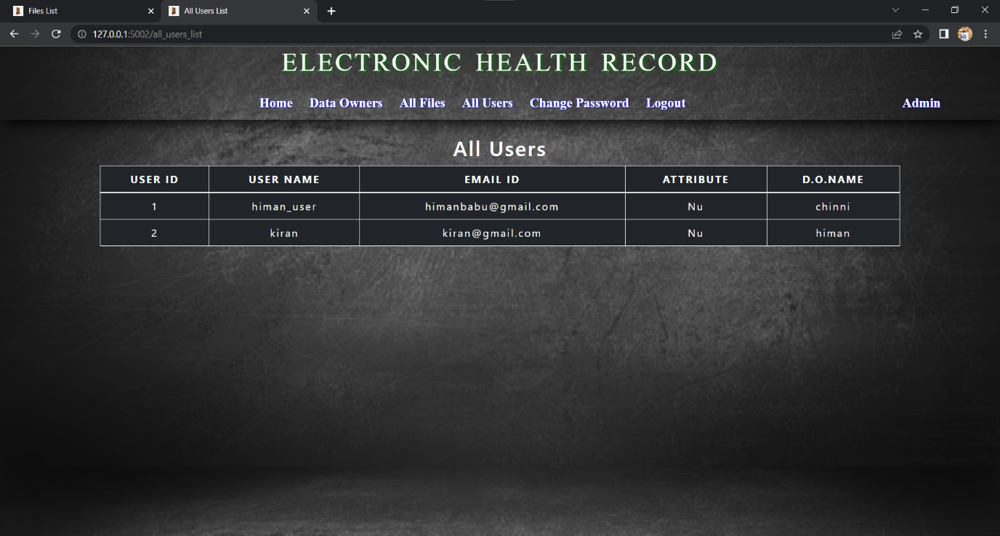 Files List All Users List
127.0.0.1:5002/all_users_list
ELECTRONIC HEALTH RECORD
Home Data Owners All Files All Users Change Password Logout Admin
All Users
USER ID USER NAME EMAIL ID ATTRIBUTE D.O.NAME
1 himan_user himanbabu@gmail.com Nu chinni
2 kiran kiran@gmail.com Nu himan